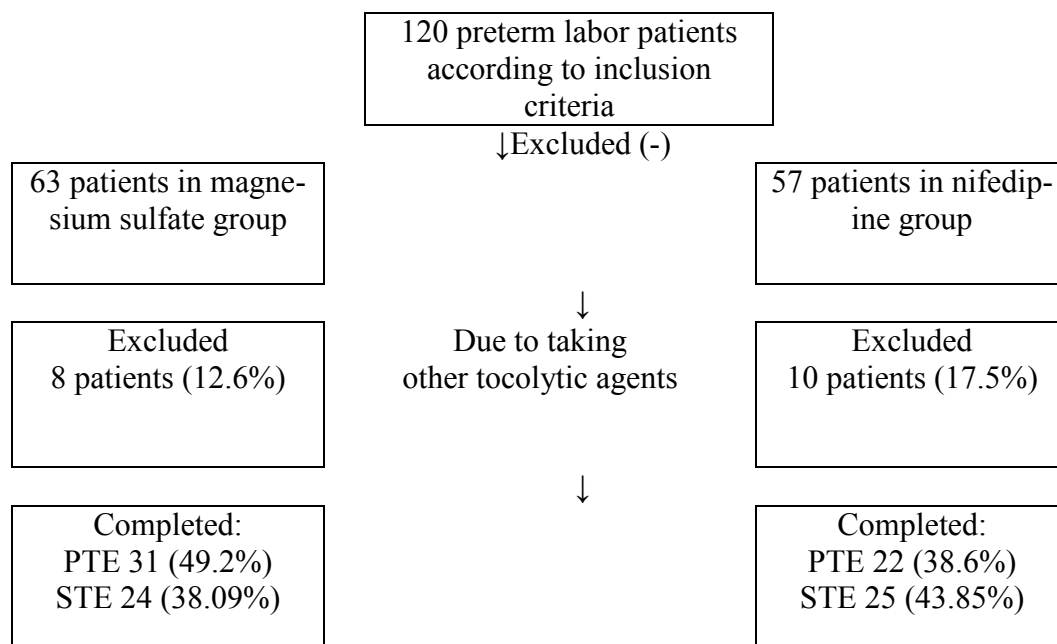 120 preterm labor patients
according to inclusion
criteria
↓Excluded (-)
63 patients in magne-
sium sulfate group
57 patients in nifedip-
ine group
↓
Excluded
8 patients (12.6%)
Due to taking
other tocolytic agents
Excluded
10 patients (17.5%)
↓
Completed:
PTE 31 (49.2%)
STE 24 (38.09%)
Completed:
PTE 22 (38.6%)
STE 25 (43.85%)